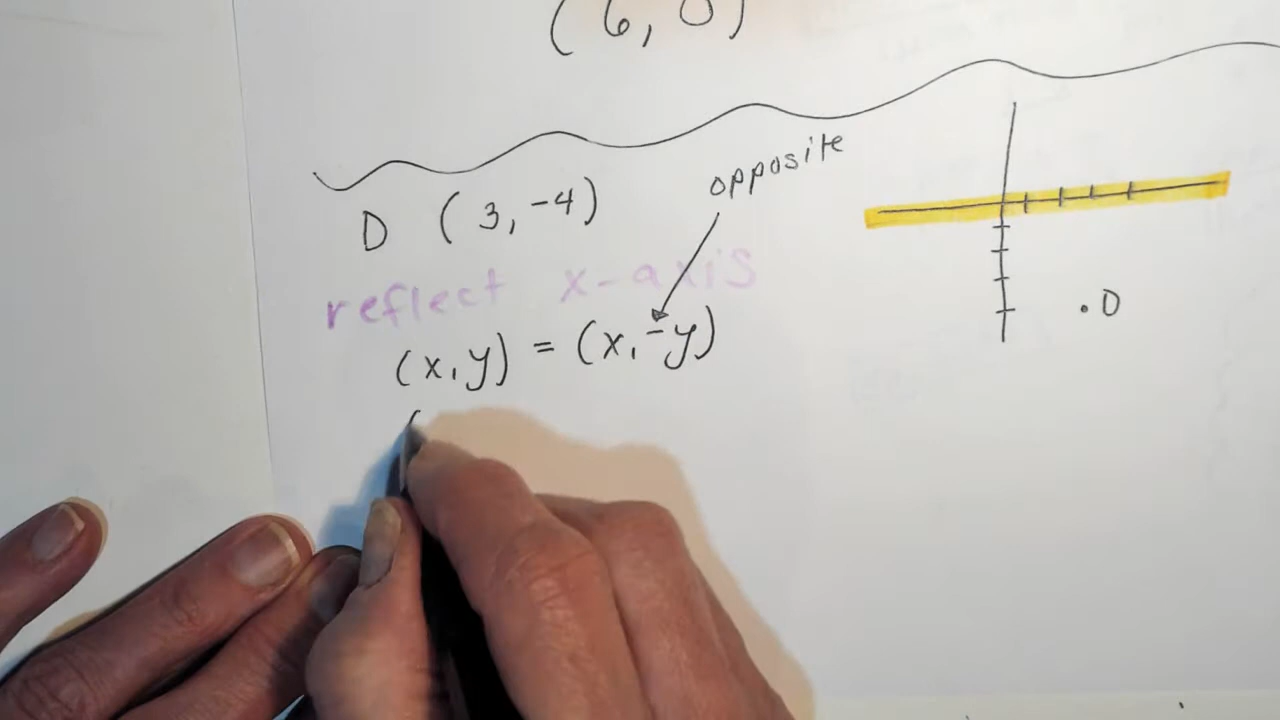 (6, 0)
opposite
D (3, -4)
reflect x-axis
(x, y) = (x, -y)
. D
(